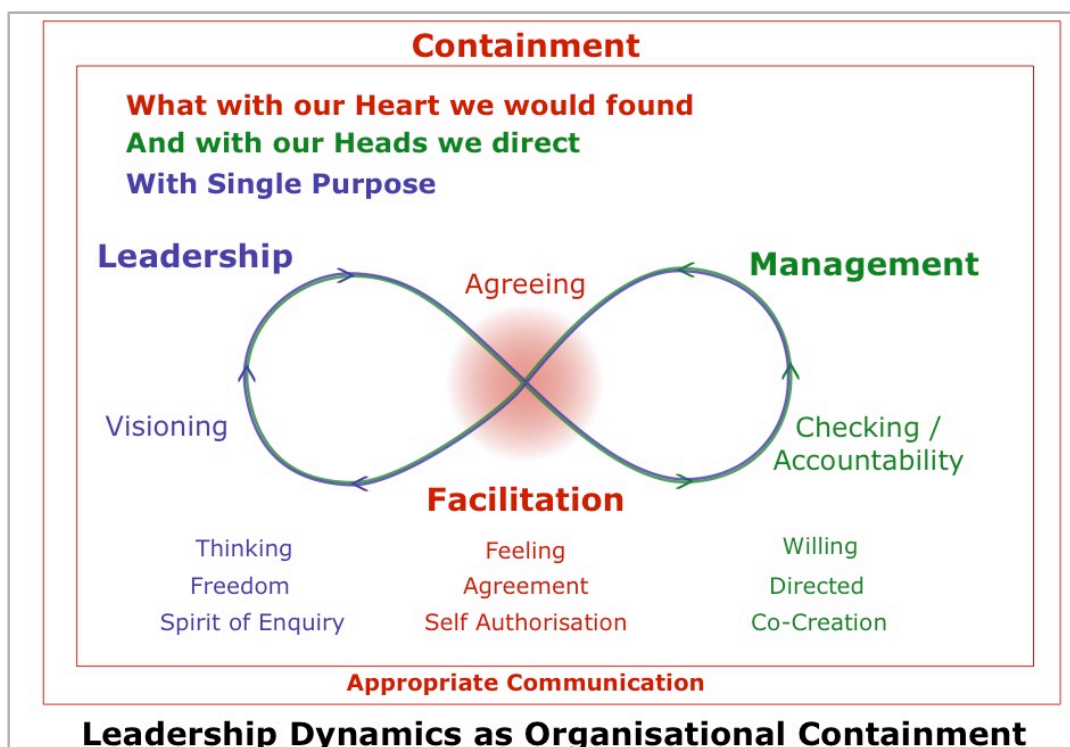 Containment
What with our Heart we would found
And with our Heads we direct
With Single Purpose
Leadership
Agreeing
Management
Visioning
Checking /
Accountability
Facilitation
Thinking
Feeling
Willing
Freedom
Agreement
Directed
Spirit of Enquiry
Self Authorisation
Co-Creation
Appropriate Communication
Leadership Dynamics as Organisational Containment